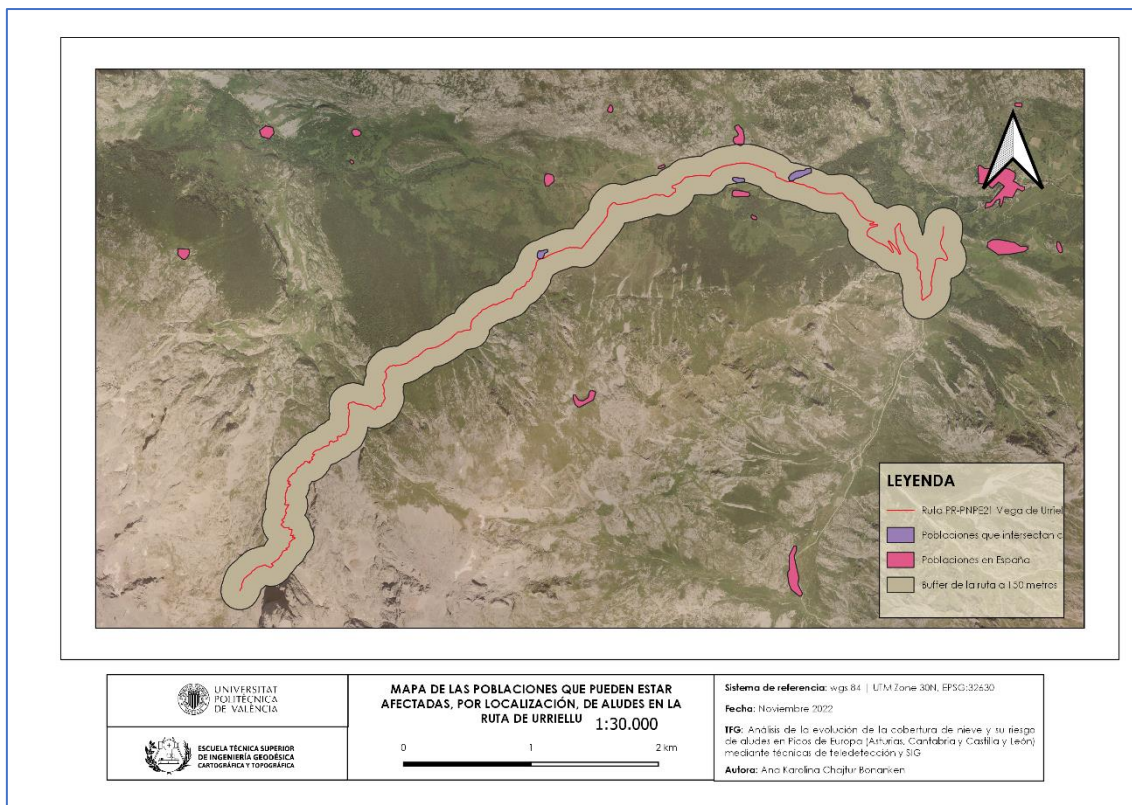 LEYENDA
Ruta PR-PNPE21 Vega de Urriel
Poblaciones que intersectan c
Poblaciones en España
Buffer de la ruta a 150 metros
UNIVERSITAT
POLITÈCNICA
DE VALÈNCIA
ESCUELA TÉCNICA SUPERIOR
DE INGENIERÍA GEODÉSICA
CARTOGRÁFICA Y TOPOGRÁFICA
MAPA DE LAS POBLACIONES QUE PUEDEN ESTAR
AFECTADAS, POR LOCALIZACIÓN, DE ALUDES EN LA
RUTA DE URRIELLU 1:30.000
0 1 2 km
Sistema de referencia: wgs 84 | UTM Zone 30N, EPSG:32630
Fecha: Noviembre 2022
TFG: Análisis de la evolución de la cobertura de nieve y su riesgo
de aludes en Picos de Europa (Asturias, Cantabria y Castilla y León)
mediante técnicas de teledetección y SIG
Autora: Ana Karolina Chajtur Bonanken